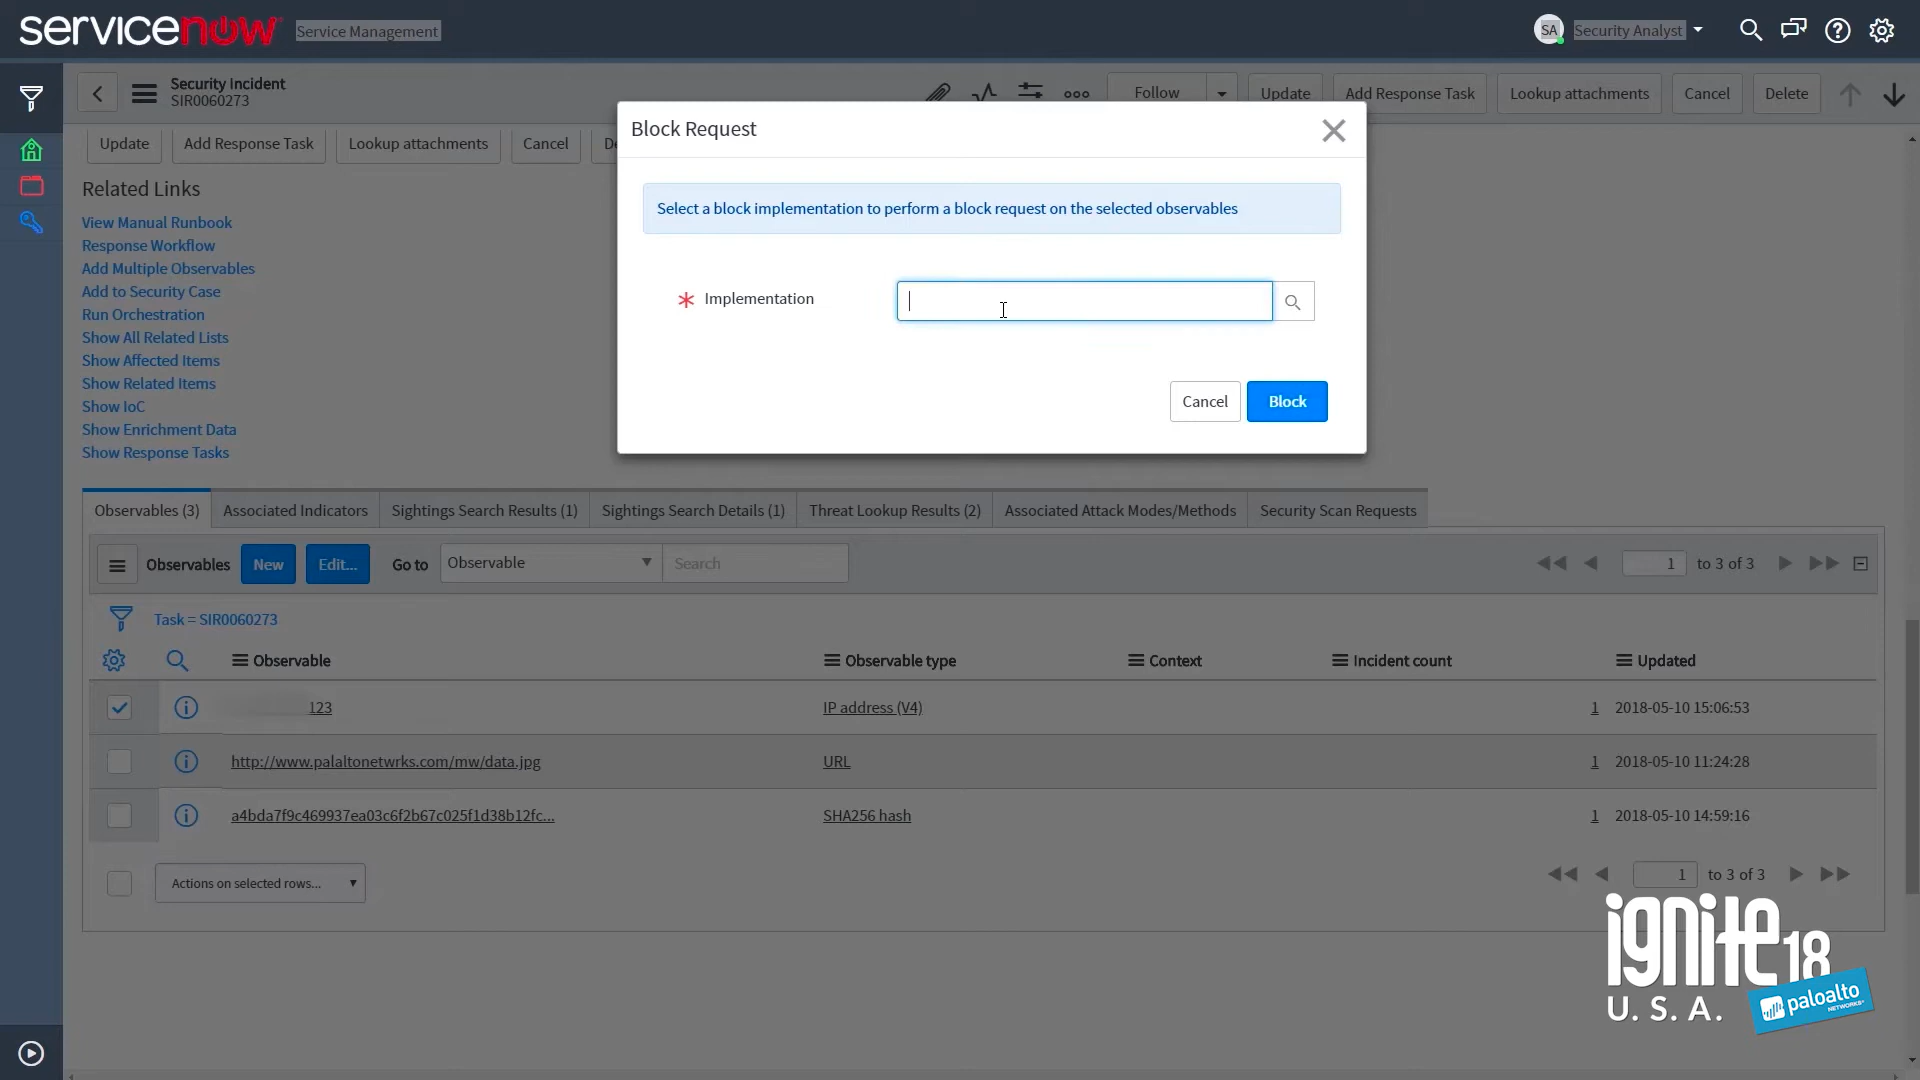 servicenow Service Management
SA Security Analyst
Security Incident
SIR0060273
Follow Update Add Response Task Lookup attachments Cancel Delete
Update Add Response Task Lookup attachments Cancel
Block Request
Select a block implementation to perform a block request on the selected observables
* Implementation
Cancel Block
Related Links
View Manual Runbook
Response Workflow
Add Multiple Observables
Add to Security Case
Run Orchestration
Show All Related Lists
Show Affected Items
Show Related Items
Show IoC
Show Enrichment Data
Show Response Tasks
Observables (3) Associated Indicators Sightings Search Results (1) Sightings Search Details (1) Threat Lookup Results (2) Associated Attack Modes/Methods Security Scan Requests
Observables New Edit... Go to Observable Search 1 to 3 of 3
Task = SIR0060273
Observable Observable type Context Incident count Updated
123 IP address (V4) 1 2018-05-10 15:06:53
http://www.palaltonetwrks.com/mw/data.jpg URL 1 2018-05-10 11:24:28
a4bda7f9c469937ea03c6f2b67c025f1d38b12fc... SHA256 hash 1 2018-05-10 14:59:16
Actions on selected rows... 1 to 3 of 3
ignite18
U.S.A.
paloalto
NETWORKS